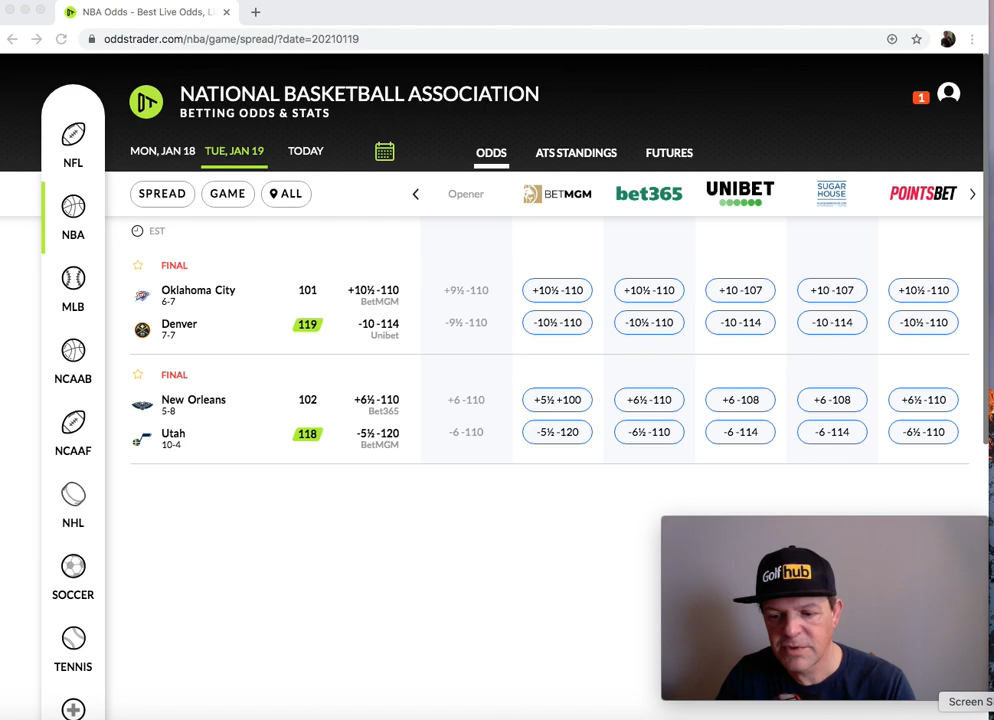 NBA Odds - Best Live Odds, Li
oddstrader.com/nba/game/spread/?date=20210119
NATIONAL BASKETBALL ASSOCIATION
BETTING ODDS & STATS
1
MON, JAN 18 TUE, JAN 19 TODAY
ODDS ATS STANDINGS FUTURES
SPREAD GAME ALL
Opener BETMGM bet365 UNIBET SUGAR HOUSE POINTSBET
NFL
NBA
MLB
NCAAB
NCAAF
NHL
SOCCER
TENNIS
EST
FINAL
Oklahoma City 101 +10½ -110 +9½ -110 +10½ -110 +10½ -110 +10 -107 +10 -107 +10½ -110
6-7 BetMGM
Denver 119 -10 -114 -9½ -110 -10½ -110 -10½ -110 -10 -114 -10 -114 -10½ -110
7-7 Unibet
FINAL
New Orleans 102 +6½ -110 +6 -110 +5½ +100 +6½ -110 +6 -108 +6 -108 +6½ -110
5-8 Bet365
Utah 118 -5½ -120 -6 -110 -5½ -120 -6½ -110 -6 -114 -6 -114 -6½ -110
10-4 BetMGM
Golf hub
Screen S